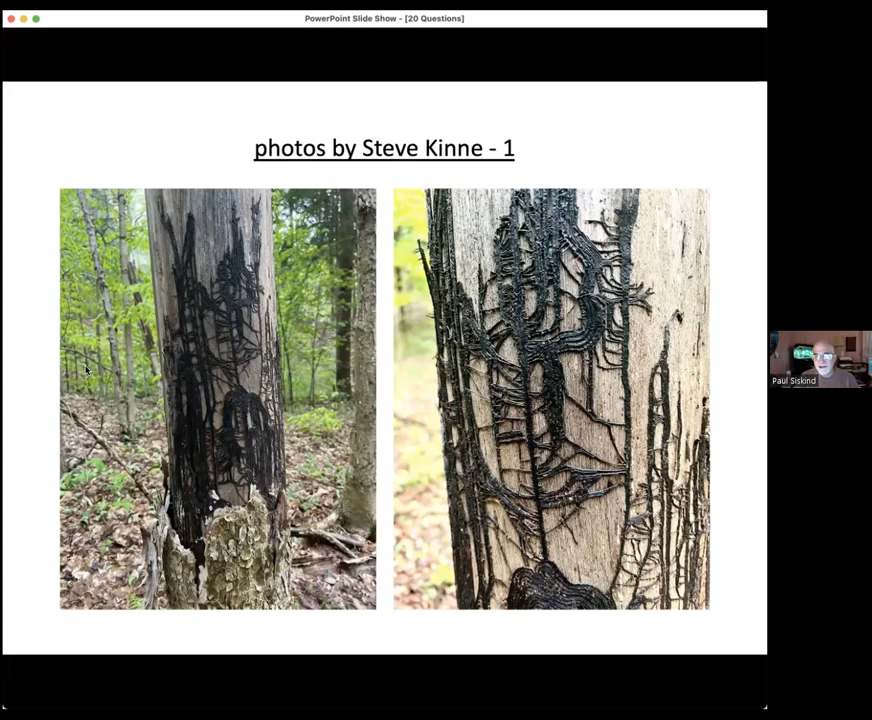 PowerPoint Slide Show - [20 Questions]
photos by Steve Kinne - 1
Paul Siskind